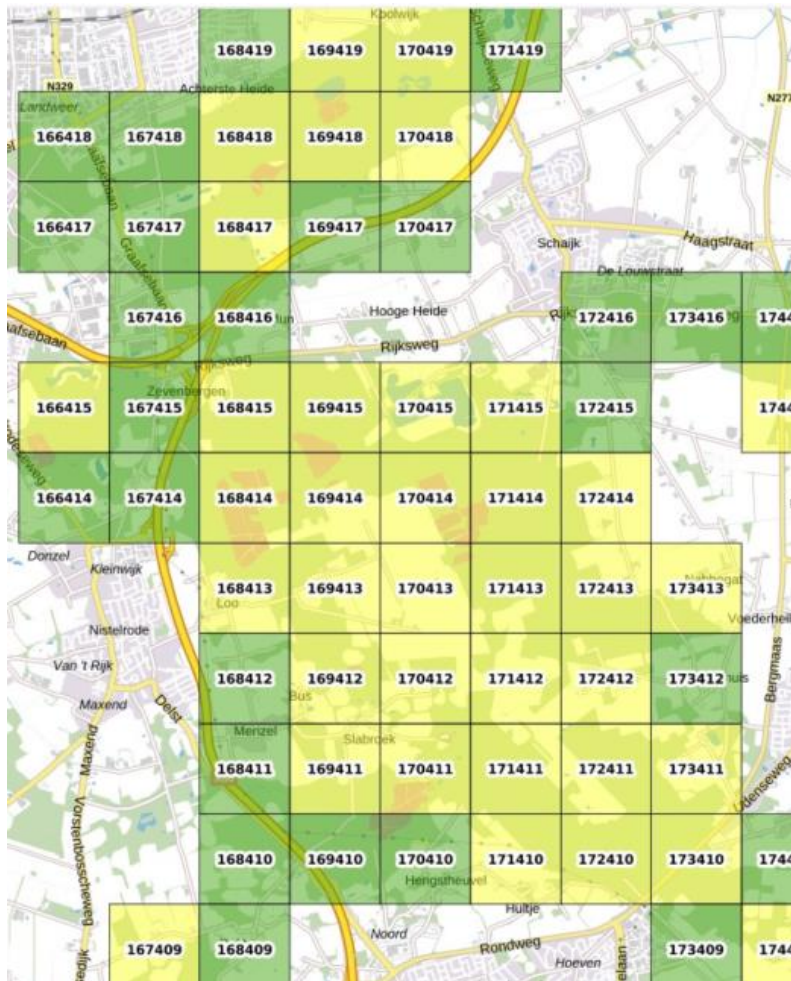 Koolwijk
168419 169419 170419 171419
Achterste Heide
N329
N277
Landweer
166418 167418 168418 169418 170418
166417 167417 168417 169417 170417
Graafsebaan
Schaijk
Haagstraat
De Louwstraat
167416 168416
Hooge Heide
172416 173416
Rijksweg
Rijksweg
Zevenbergen
166415 167415 168415 169415 170415 171415 172415
166414 167414 168414 169414 170414 171414 172414
Donzel
Kleinwijk
168413 169413 170413 171413 172413 173413
Loo
Nistelrode
Van 't Rijk
168412 169412 170412 171412 172412 173412
Bus
Maxend
Delst
Bergmaas
Menzel
Slabroek
Maxend
168411 169411 170411 171411 172411 173411
Udenseweg
Vorstenbosscheweg
168410 169410 170410 171410 172410 173410
Hengstheuvel
Hultje
Noord
Rondweg
167409 168409
173409
Hoeven